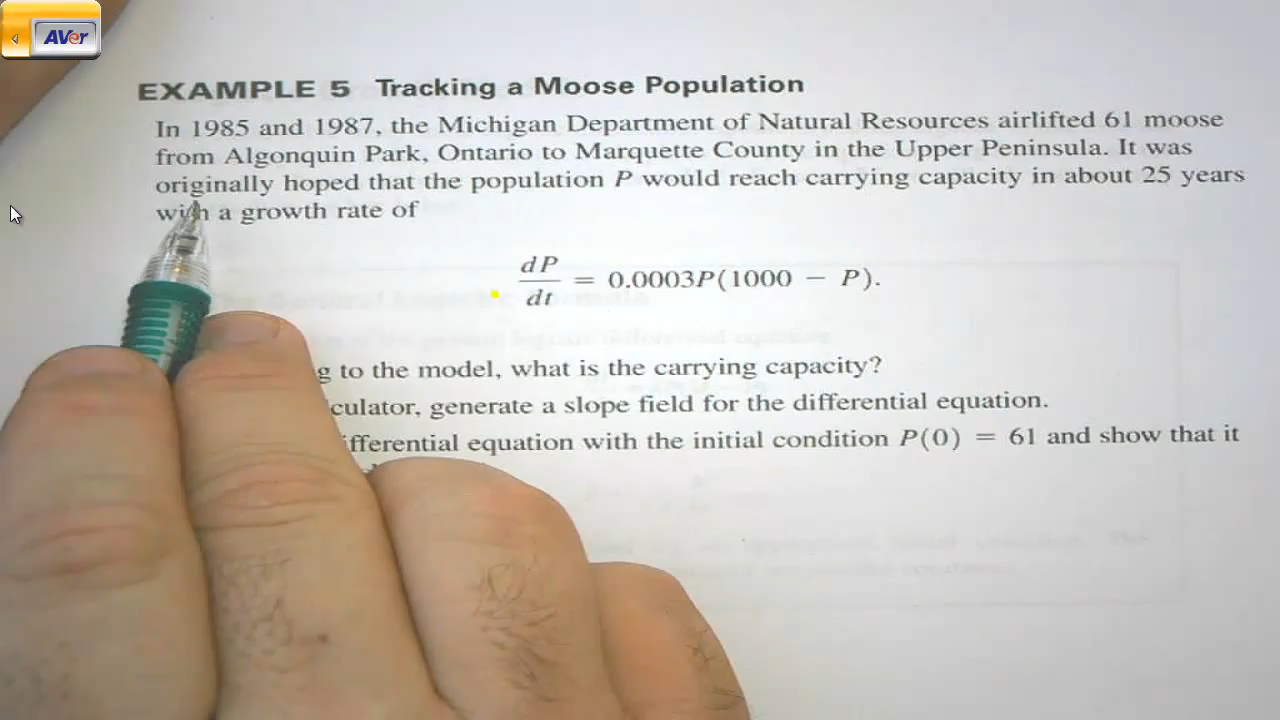 AVer
EXAMPLE 5 Tracking a Moose Population
In 1985 and 1987, the Michigan Department of Natural Resources airlifted 61 moose
from Algonquin Park, Ontario to Marquette County in the Upper Peninsula. It was
originally hoped that the population P would reach carrying capacity in about 25 years
with a growth rate of
dP/dt = 0.0003P(1000 − P).
g to the model, what is the carrying capacity?
culator, generate a slope field for the differential equation.
ifferential equation with the initial condition P(0) = 61 and show that it